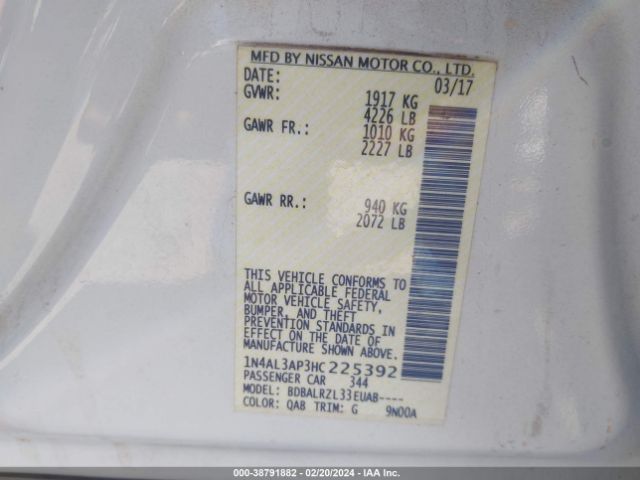 MFD BY NISSAN MOTOR CO., LTD.
DATE: 03/17
GVWR: 1917 KG
4226 LB
GAWR FR.: 1010 KG
2227 LB
GAWR RR.: 940 KG
2072 LB
THIS VEHICLE CONFORMS TO
ALL APPLICABLE FEDERAL
MOTOR VEHICLE SAFETY,
BUMPER, AND THEFT
PREVENTION STANDARDS IN
EFFECT ON THE DATE OF
MANUFACTURE SHOWN ABOVE.
1N4AL3AP3HC225392
PASSENGER CAR 344
MODEL: BDBALRZL33EUAB----
COLOR: QAB TRIM: G 9N00A
000-38791882 - 02/20/2024 - IAA Inc.